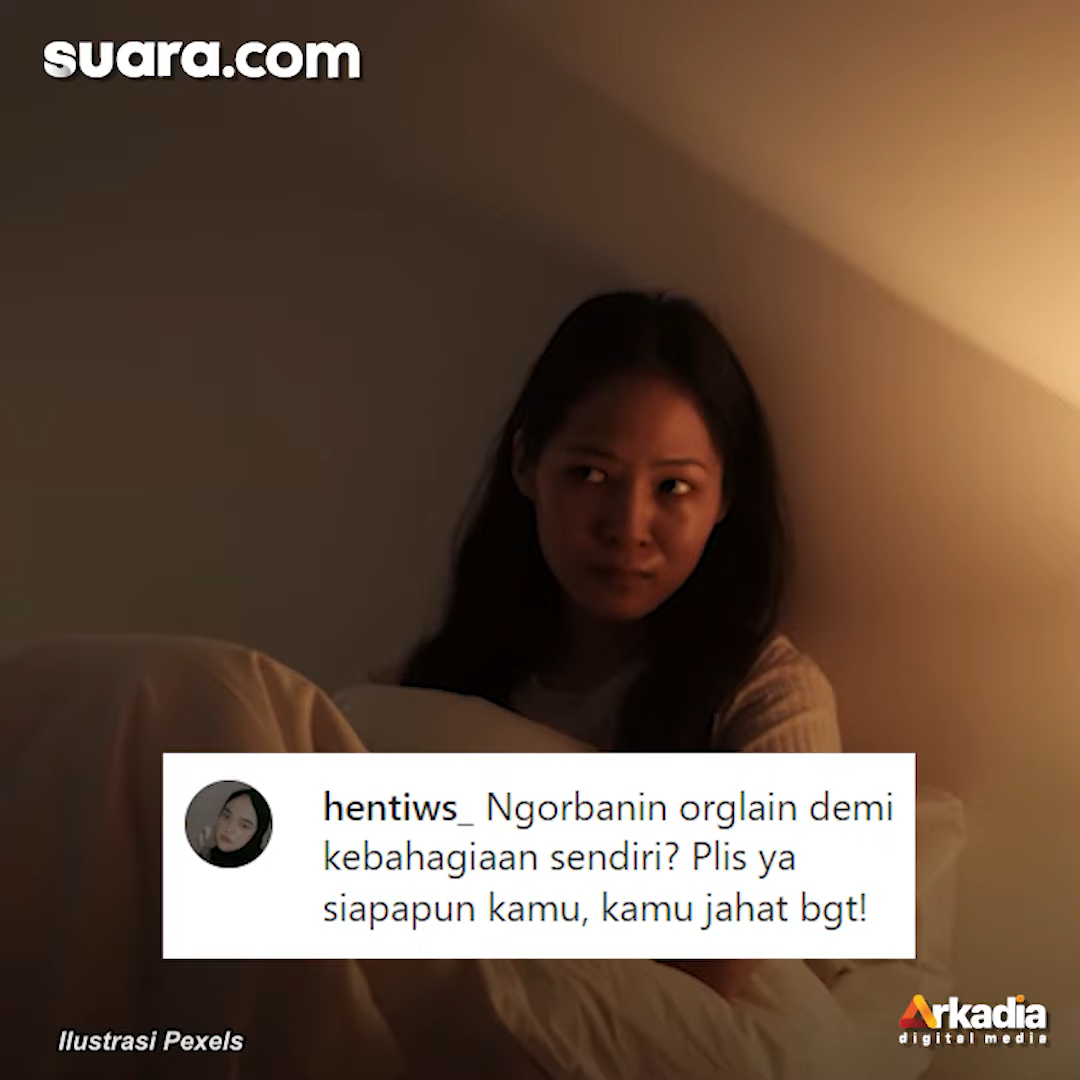 suara.com
hentiws_ Ngorbanin orglain demi
kebahagiaan sendiri? Plis ya
siapapun kamu, kamu jahat bgt!
Ilustrasi Pexels
Arkadia
digital media